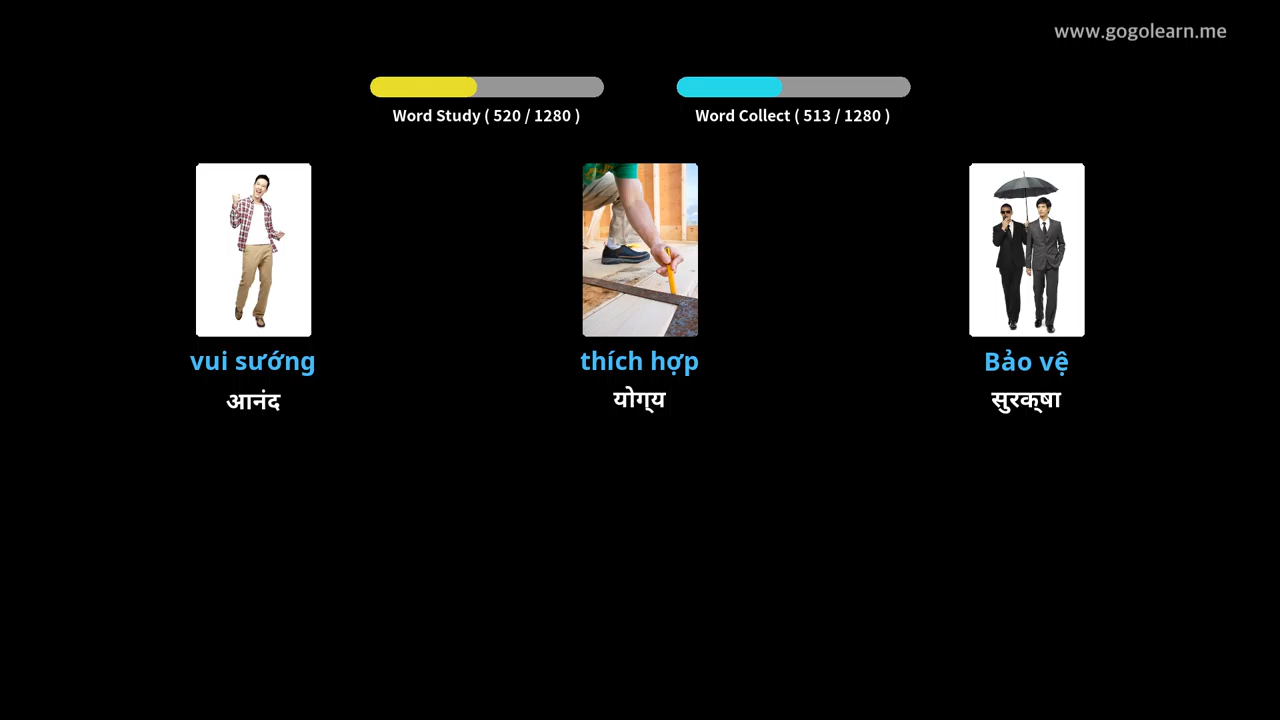 www.gogolearn.me
Word Study ( 520 / 1280 )
Word Collect ( 513 / 1280 )
vui sướng
thích hợp
Bảo vệ
आनंद
योग्य
सुरक्षा